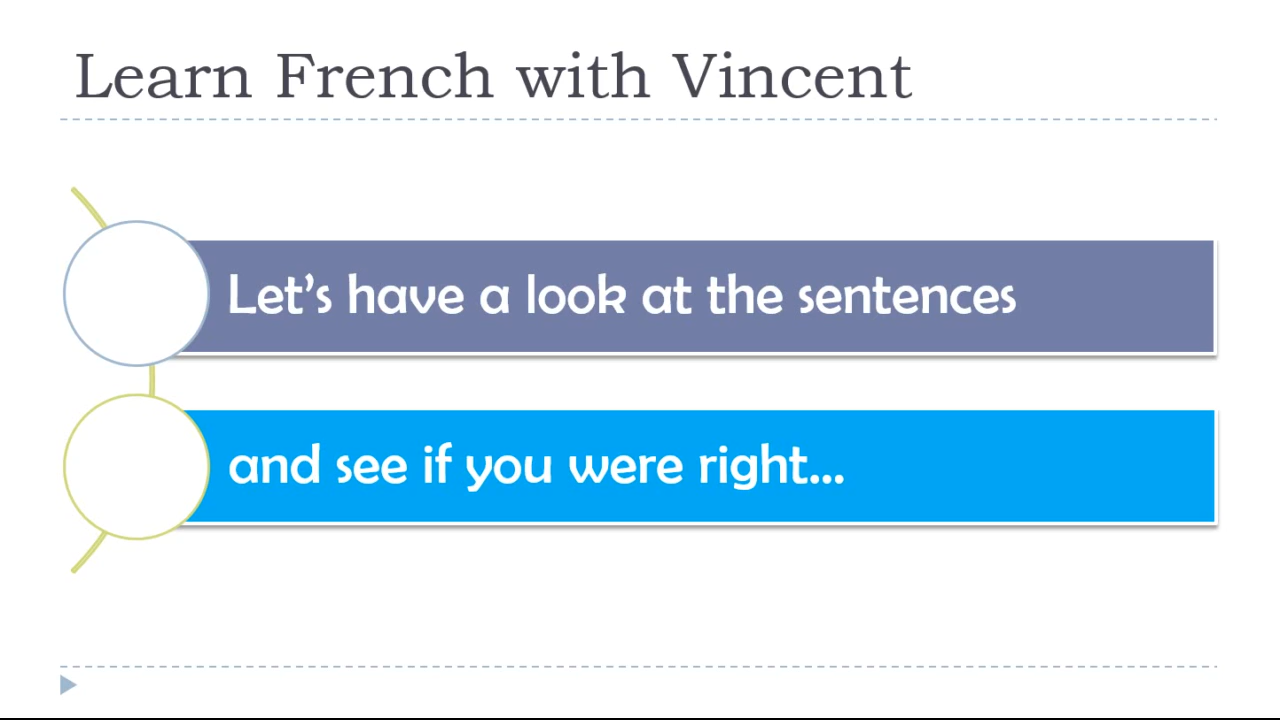 Learn French with Vincent
Let's have a look at the sentences
and see if you were right...